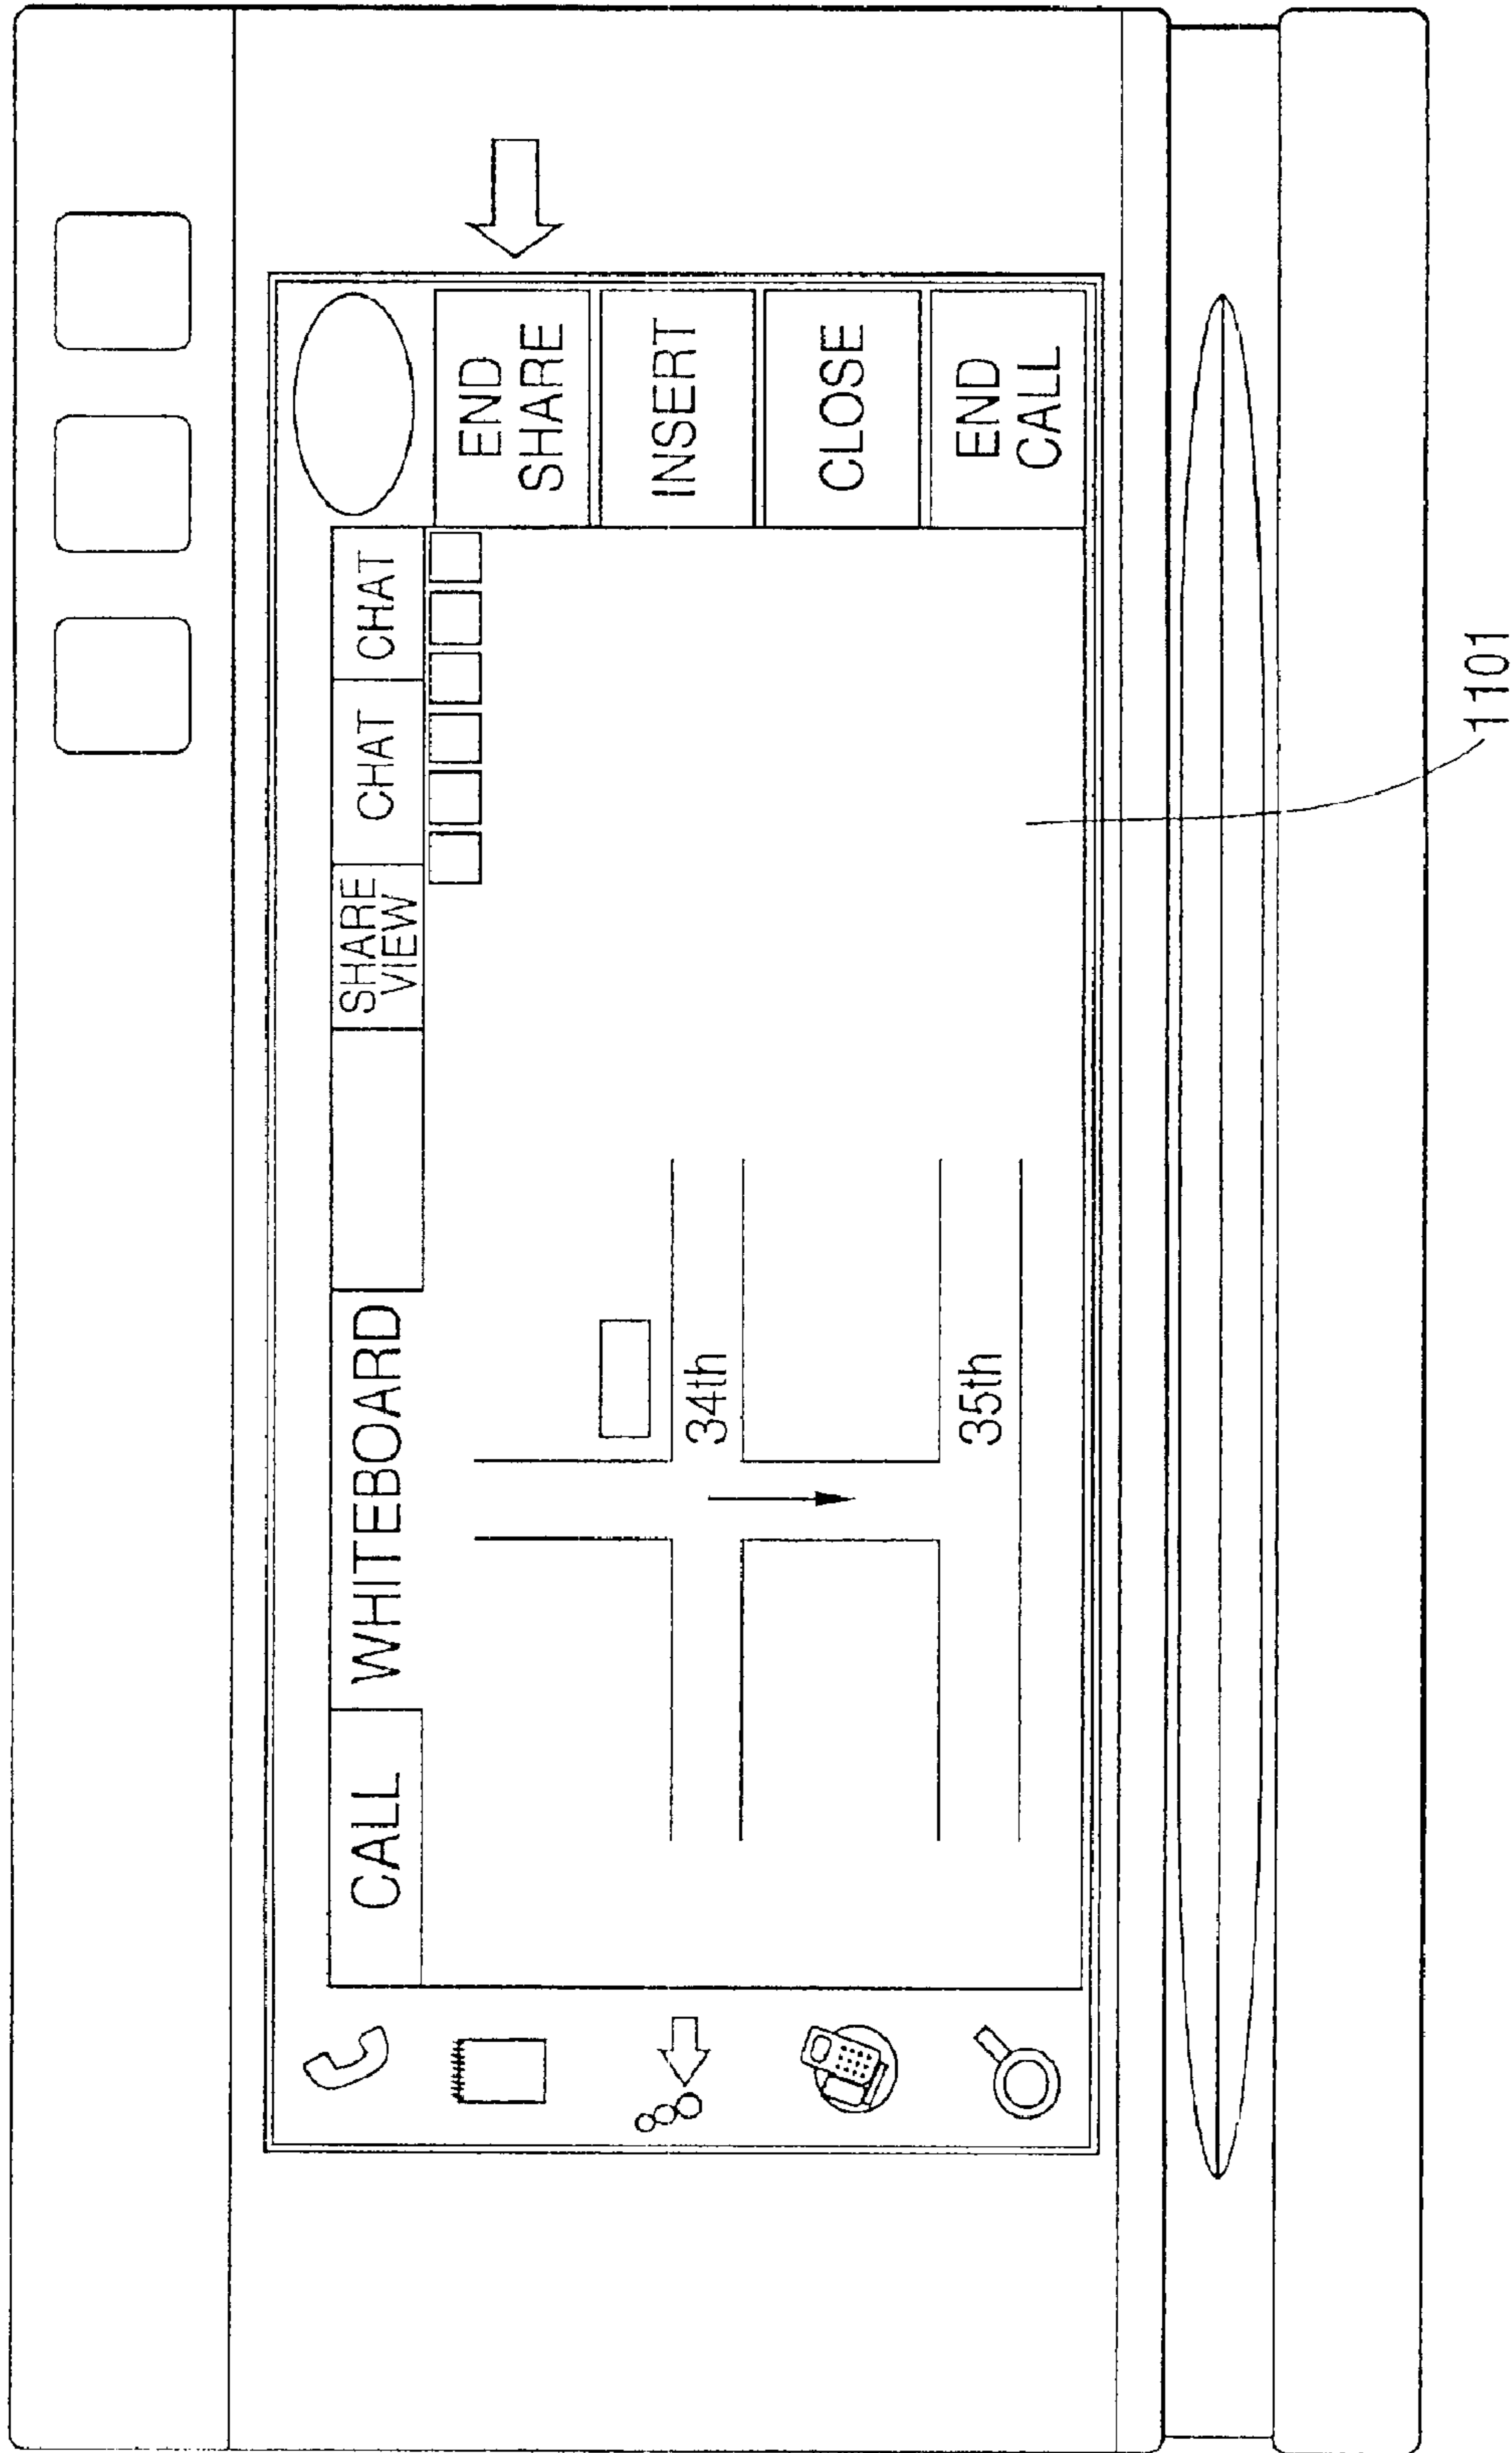 CALL
WHITEBOARD
SHARE
VIEW
CHAT
CHAT
END
SHARE
INSERT
CLOSE
END
CALL
34th
35th
1101